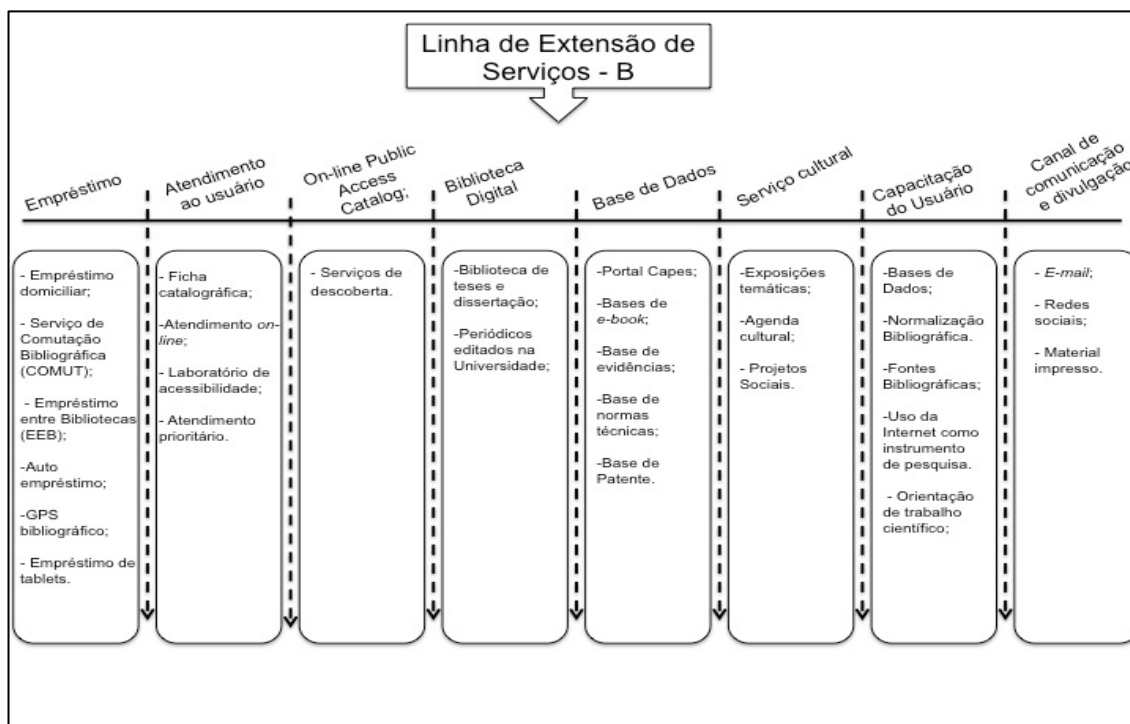 Linha de Extensão de
Serviços - B
Empréstimo
Atendimento
ao usuário
On-line Public
Access
Catalog;
Biblioteca
Digital
Base de Dados
Serviço cultural
Capacitação
do Usuário
Canal de
comunicação
e divulgação
- Empréstimo
domiciliar;
- Serviço de
Comutação
Bibliográfica
(COMUT);
- Empréstimo
entre Bibliotecas
(EEB);
-Auto
empréstimo;
-GPS
bibliográfico;
- Empréstimo de
tablets.
- Ficha
catalográfica;
-Atendimento on-
line;
- Laboratório de
acessibilidade;
- Atendimento
prioritário.
- Serviços de
descoberta.
-Biblioteca de
teses e
dissertação;
-Periódicos
editados na
Universidade;
-Portal Capes;
-Bases de
e-book;
-Base de
evidências;
-Base de
normas
técnicas;
-Base de
Patente.
-Exposições
temáticas;
-Agenda
cultural;
- Projetos
Sociais.
-Bases de
Dados;
-Normalização
Bibliográfica.
-Fontes
Bibliográficas;
-Uso da
Internet como
instrumento
de pesquisa.
- Orientação
de trabalho
científico;
- E-mail;
- Redes
sociais;
- Material
impresso.